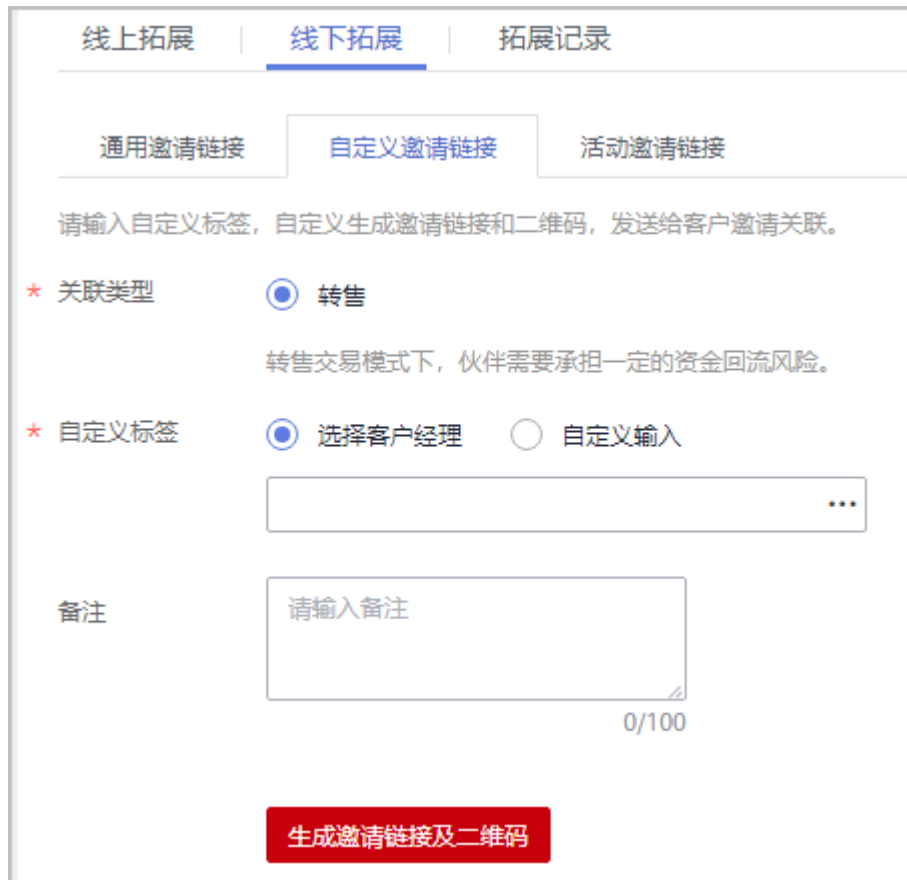 线上拓展 线下拓展 拓展记录
通用邀请链接 自定义邀请链接 活动邀请链接
请输入自定义标签，自定义生成邀请链接和二维码，发送给客户邀请关联。
* 关联类型 转售
转售交易模式下，伙伴需要承担一定的资金回流风险。
* 自定义标签 选择客户经理 自定义输入
...
备注 请输入备注
0/100
生成邀请链接及二维码